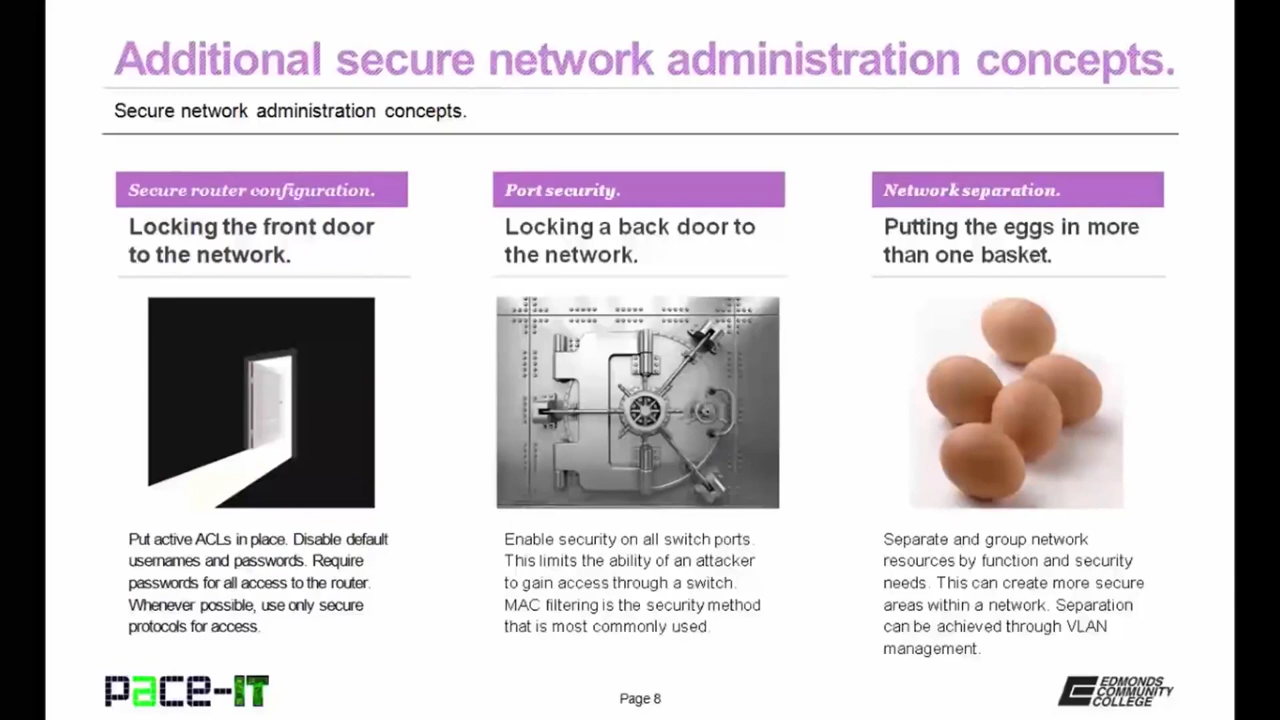 Additional secure network administration concepts.
Secure network administration concepts.
Secure router configuration.
Locking the front door
to the network.
Put active ACLs in place. Disable default
usernames and passwords. Require
passwords for all access to the router.
Whenever possible, use only secure
protocols for access.
Port security.
Locking a back door to
the network.
Enable security on all switch ports.
This limits the ability of an attacker
to gain access through a switch.
MAC filtering is the security method
that is most commonly used.
Network separation.
Putting the eggs in more
than one basket.
Separate and group network
resources by function and security
needs. This can create more secure
areas within a network. Separation
can be achieved through VLAN
management.
pace-IT
Page 8
EDMONDS
COMMUNITY
COLLEGE